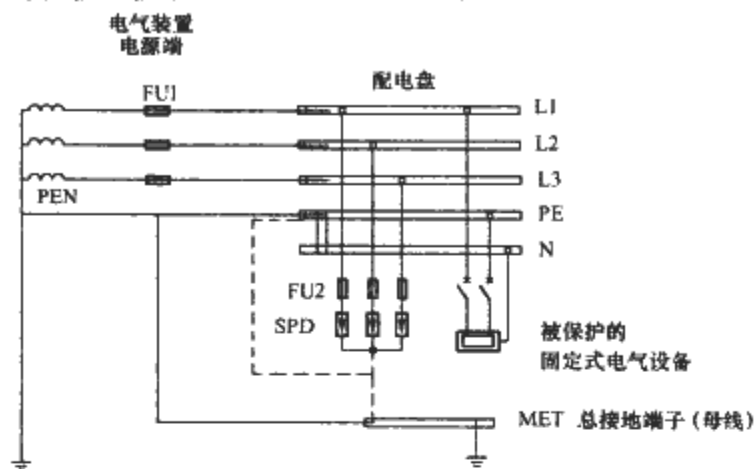 电气装置
电源端
配电盘
FU1
L1
L2
L3
PEN
PE
N
FU2
SPD
被保护的
固定式电气设备
MET 总接地端子(母线)